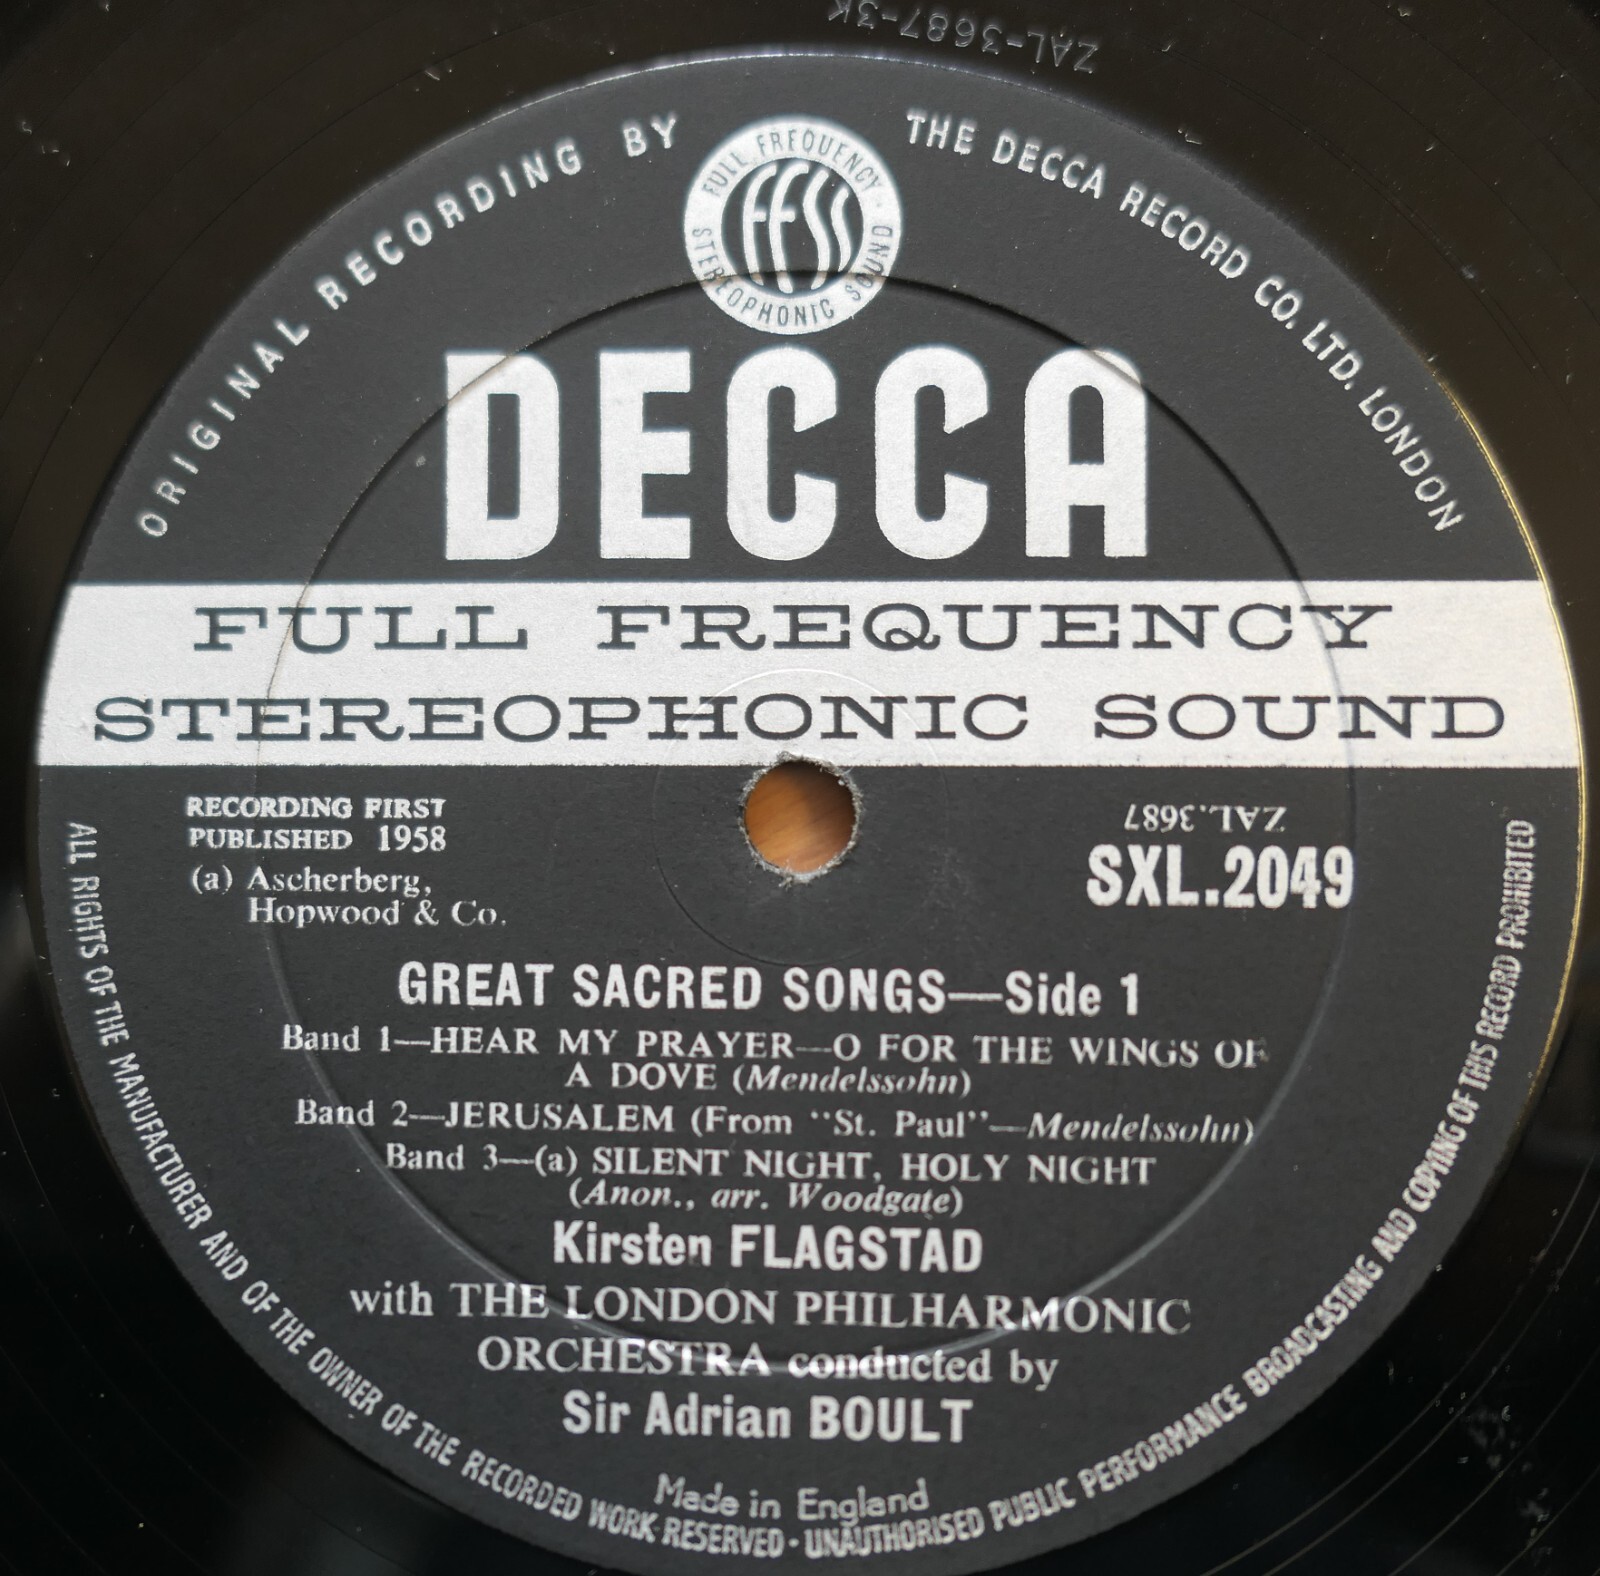 ZAL-3687-3K
ORIGINAL RECORDING BY
THE DECCA RECORD CO. LTD. LONDON
FULL FREQUENCY
STEREOPHONIC SOUND
FFSS
DECCA
FULL FREQUENCY
STEREOPHONIC SOUND
RECORDING FIRST
PUBLISHED 1958
(a) Ascherberg,
Hopwood & Co.
ZAL.3687
SXL.2049
GREAT SACRED SONGS—Side 1
Band 1—HEAR MY PRAYER—O FOR THE WINGS OF
A DOVE (Mendelssohn)
Band 2—JERUSALEM (From "St. Paul"—Mendelssohn)
Band 3—(a) SILENT NIGHT, HOLY NIGHT
(Anon., arr. Woodgate)
Kirsten FLAGSTAD
with THE LONDON PHILHARMONIC
ORCHESTRA conducted by
Sir Adrian BOULT
Made in England
ALL RIGHTS OF THE MANUFACTURER AND OF THE OWNER OF THE RECORDED WORK RESERVED · UNAUTHORISED PUBLIC PERFORMANCE BROADCASTING AND COPYING OF THIS RECORD PROHIBITED